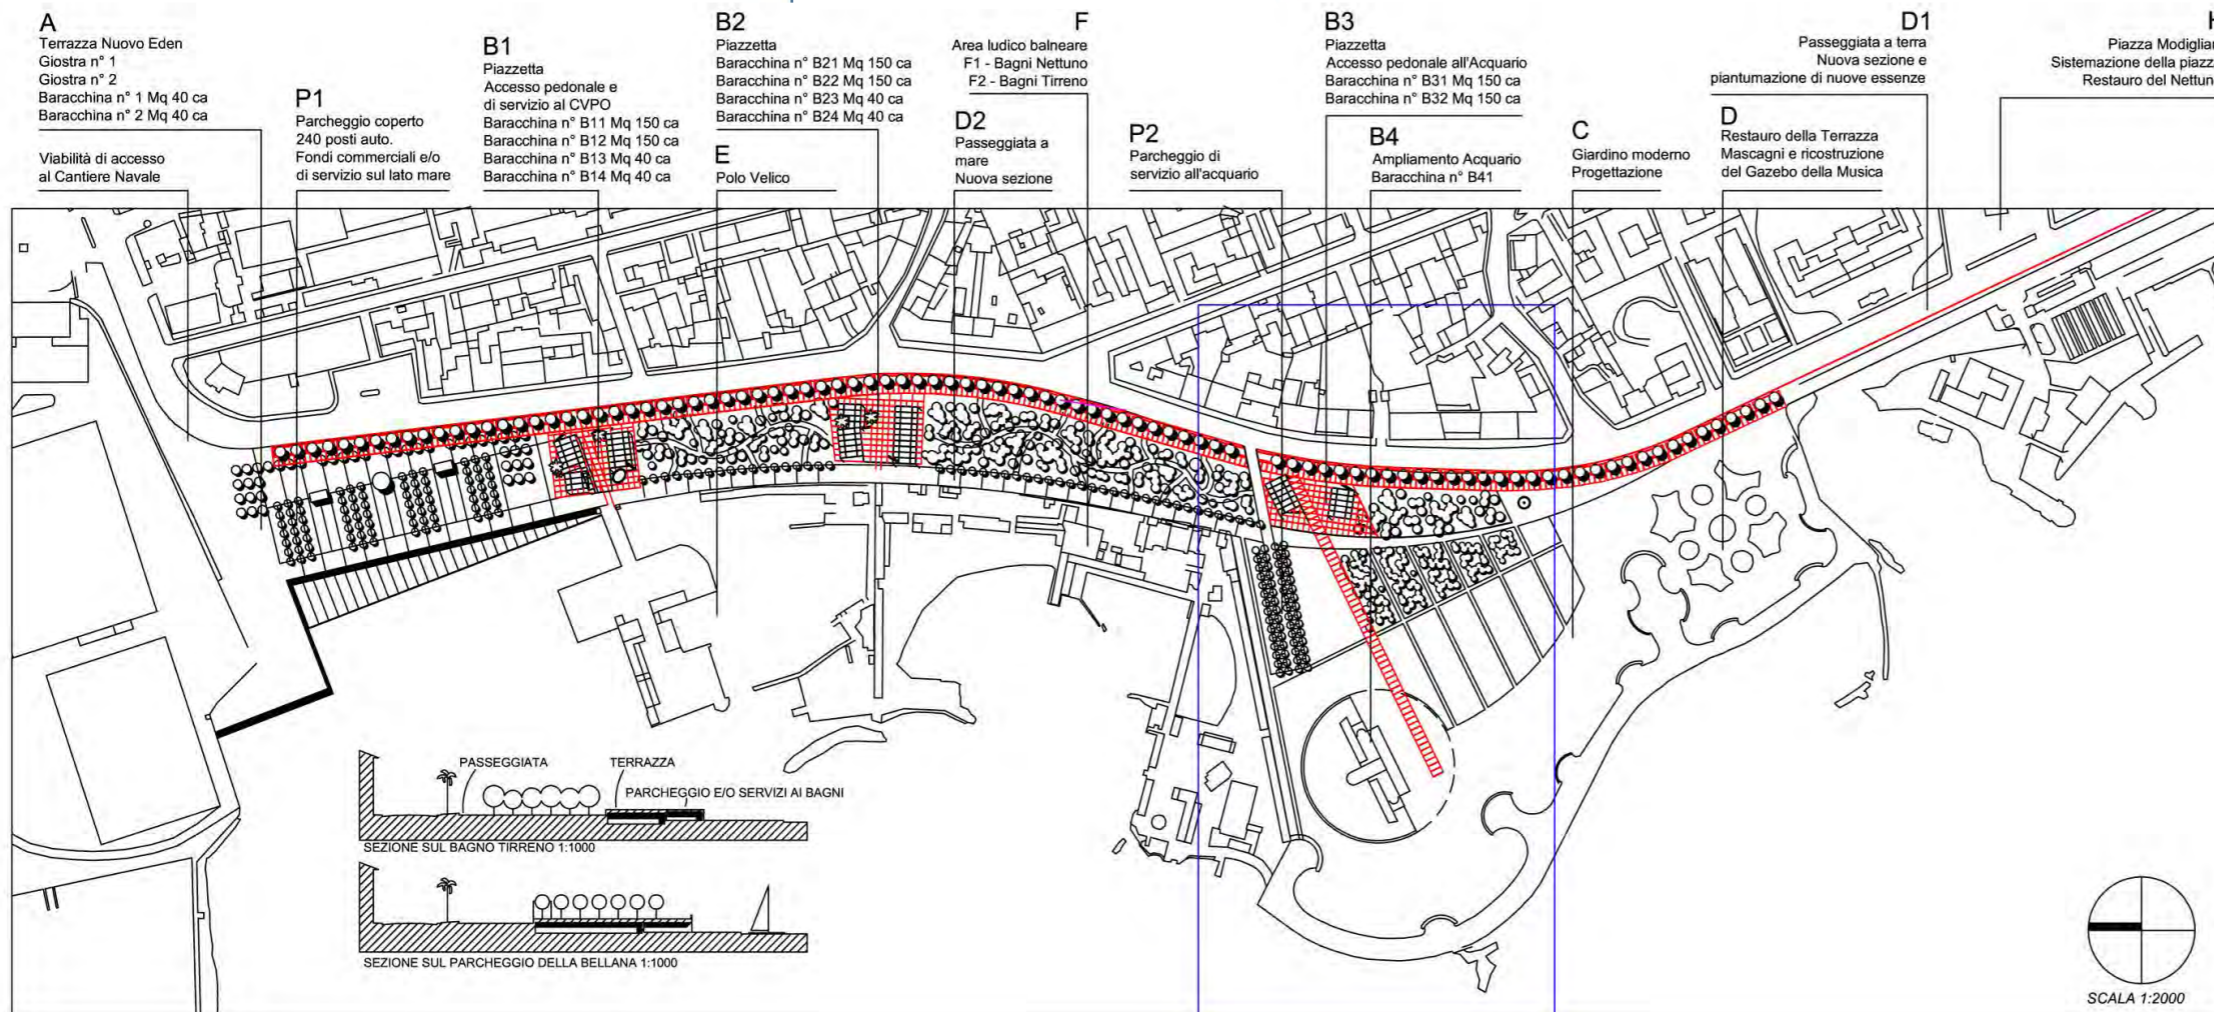 A
Terrazza Nuovo Eden
Giostra n° 1
Giostra n° 2
Baracchina n° 1 Mq 40 ca
Baracchina n° 2 Mq 40 ca
Viabilità di accesso
al Cantiere Navale
P1
Parcheggio coperto
240 posti auto.
Fondi commerciali e/o
di servizio sul lato mare
B1
Piazzetta
Accesso pedonale e
di servizio al CVPO
Baracchina n° B11 Mq 150 ca
Baracchina n° B12 Mq 150 ca
Baracchina n° B13 Mq 40 ca
Baracchina n° B14 Mq 40 ca
B2
Piazzetta
Baracchina n° B21 Mq 150 ca
Baracchina n° B22 Mq 150 ca
Baracchina n° B23 Mq 40 ca
Baracchina n° B24 Mq 40 ca
E
Polo Velico
F
Area ludico balneare
F1 - Bagni Nettuno
F2 - Bagni Tirreno
D2
Passeggiata a
mare
Nuova sezione
P2
Parcheggio di
servizio all'acquario
B3
Piazzetta
Accesso pedonale all'Acquario
Baracchina n° B31 Mq 150 ca
Baracchina n° B32 Mq 150 ca
B4
Ampliamento Acquario
Baracchina n° B41
C
Giardino moderno
Progettazione
D1
Passeggiata a terra
Nuova sezione e
piantumazione di nuove essenze
D
Restauro della Terrazza
Mascagni e ricostruzione
del Gazebo della Musica
Piazza Modiglian
Sistemazione della piazz
Restauro del Nettun
PASSEGGIATA
TERRAZZA
PARCHEGGIO E/O SERVIZI AI BAGNI
SEZIONE SUL BAGNO TIRRENO 1:1000
SEZIONE SUL PARCHEGGIO DELLA BELLANA 1:1000
SCALA 1:2000